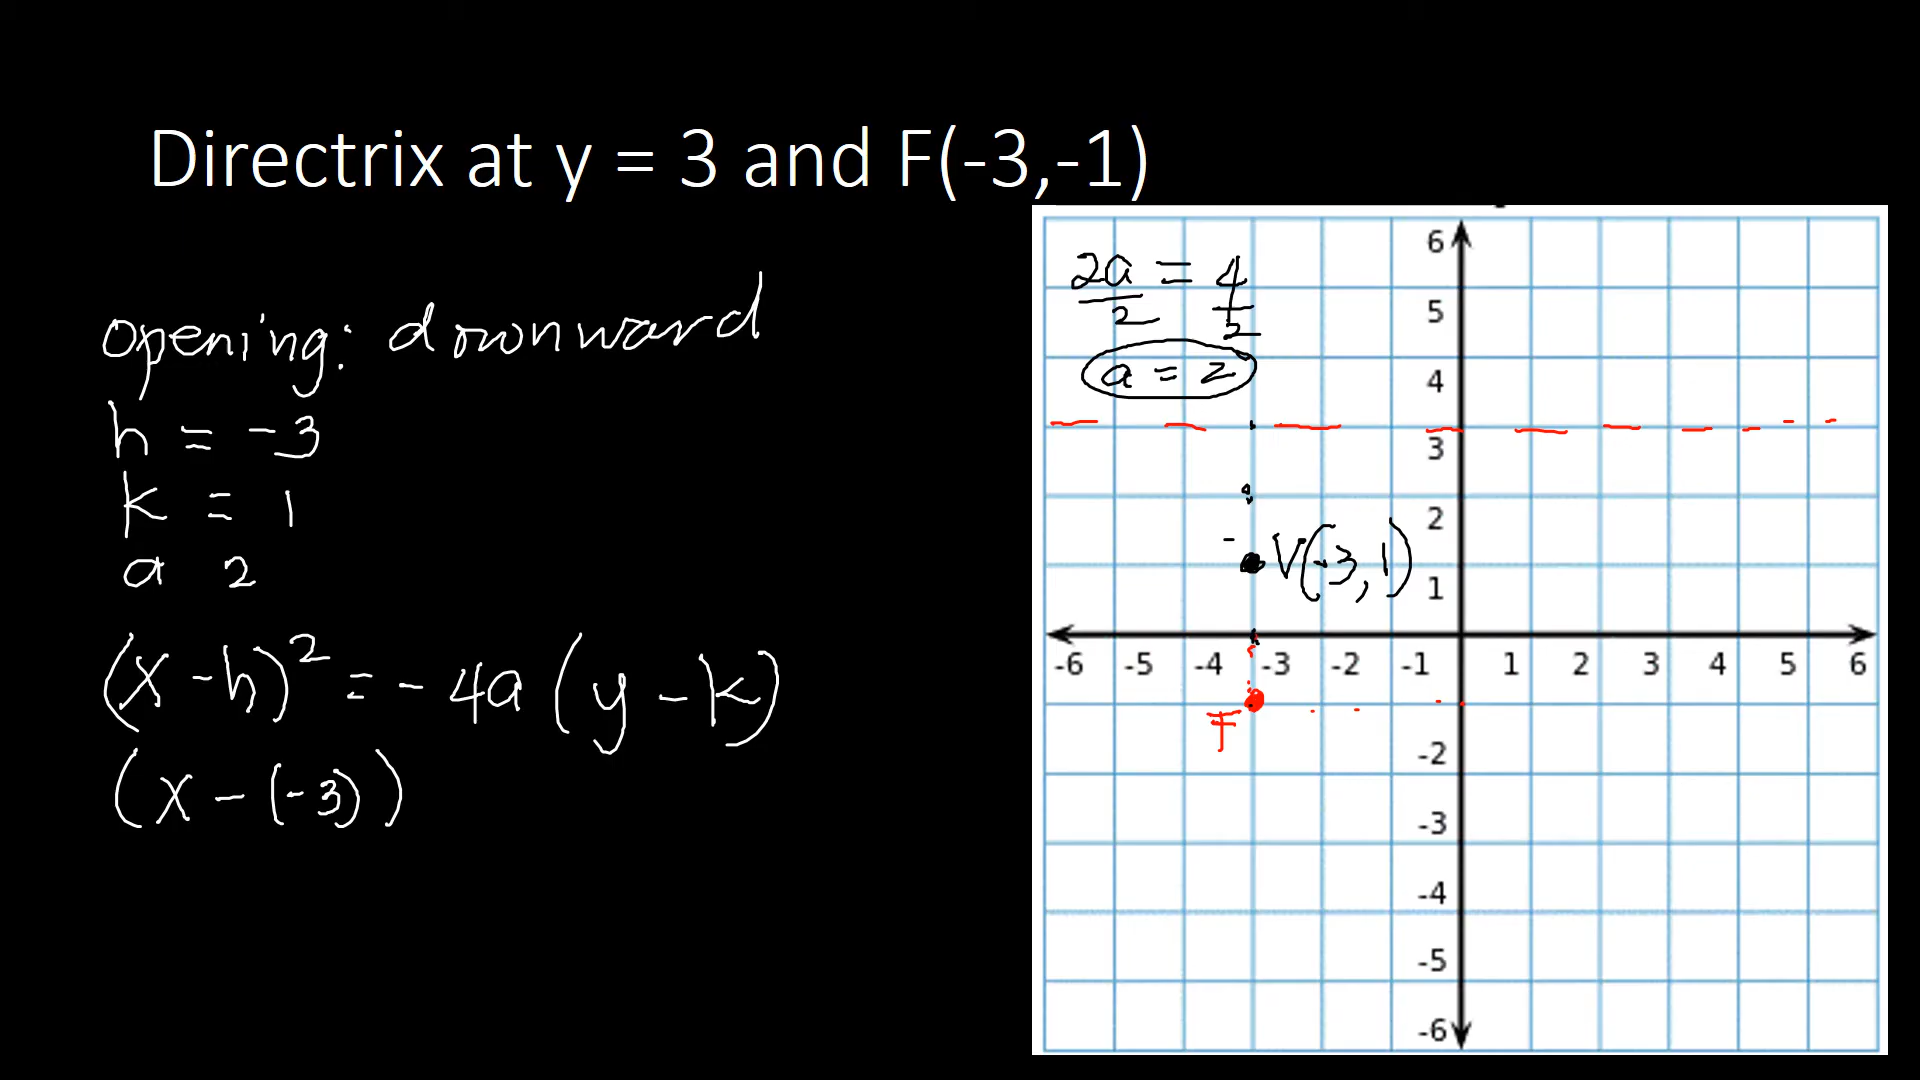 Directrix at y = 3 and F(-3,-1)
opening: downward
h = -3
k = 1
a 2
(x - h)² = - 4a (y - k)
(x - (-3))
2a = 4
2 2
a = 2
V(-3, 1)
F
6
5
4
3
2
1
-6 -5 -4 -3 -2 -1 1 2 3 4 5 6
-2
-3
-4
-5
-6